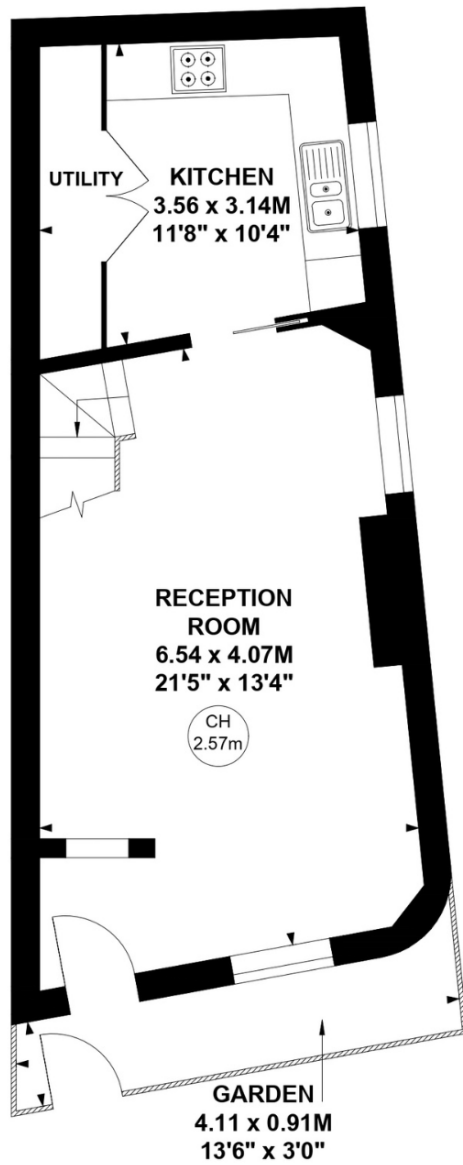 UTILITY
KITCHEN
3.56 x 3.14M
11'8" x 10'4"
RECEPTION
ROOM
6.54 x 4.07M
21'5" x 13'4"
CH
2.57m
GARDEN
4.11 x 0.91M
13'6" x 3'0"